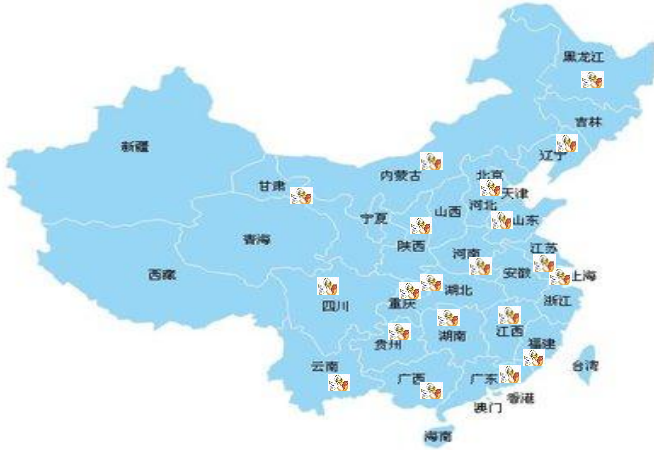 黑龙江
吉林
辽宁
新疆
内蒙古
北京
甘肃
天津
河北
山西
宁夏
山东
青海
陕西
河南
江苏
西藏
安徽
上海
湖北
浙江
重庆
四川
江西
湖南
贵州
福建
云南
台湾
广西
广东
香港
澳门
海南